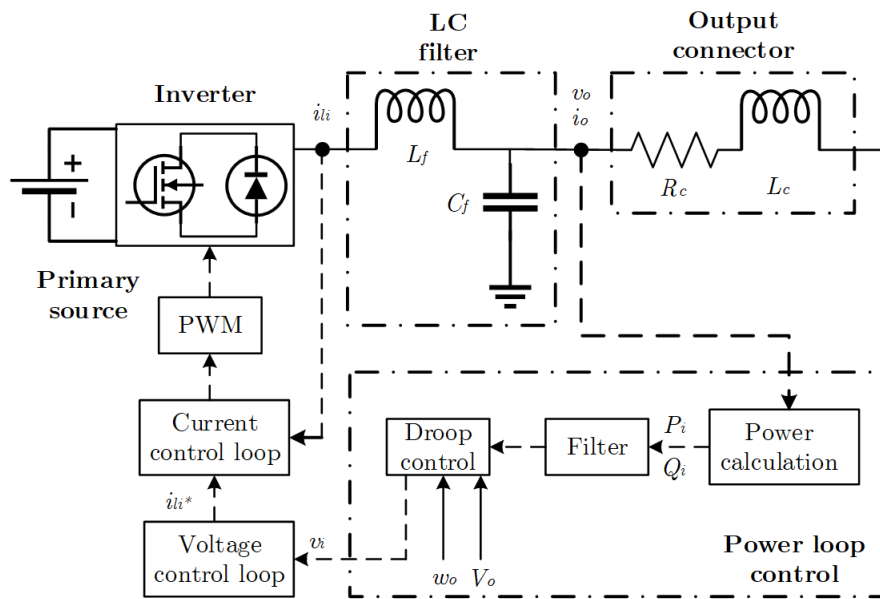 LC
filter
Output
connector
Inverter
i_li
v_o
i_o
L_f
R_c
L_c
C_f
+
-
Primary
source
PWM
Current
control loop
Droop
control
Filter
P_i
Q_i
Power
calculation
i_li*
Voltage
control loop
v_i
w_o
V_o
Power loop
control